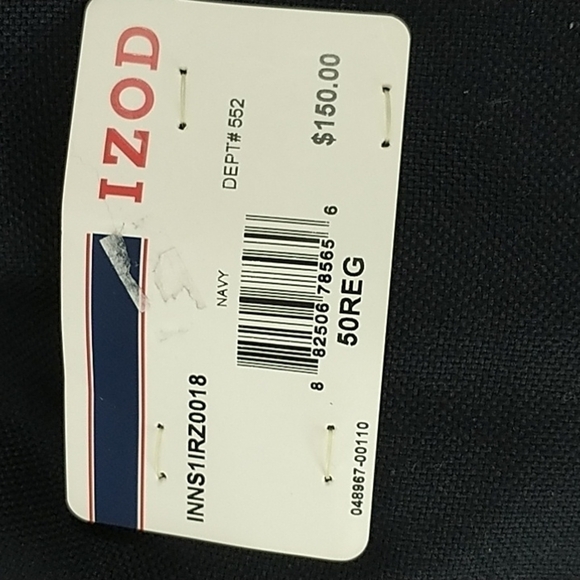 IZOD
INNS1IRZ0018
NAVY
DEPT# 552
8 82506 78565 6
50REG
$150.00
048967-00110